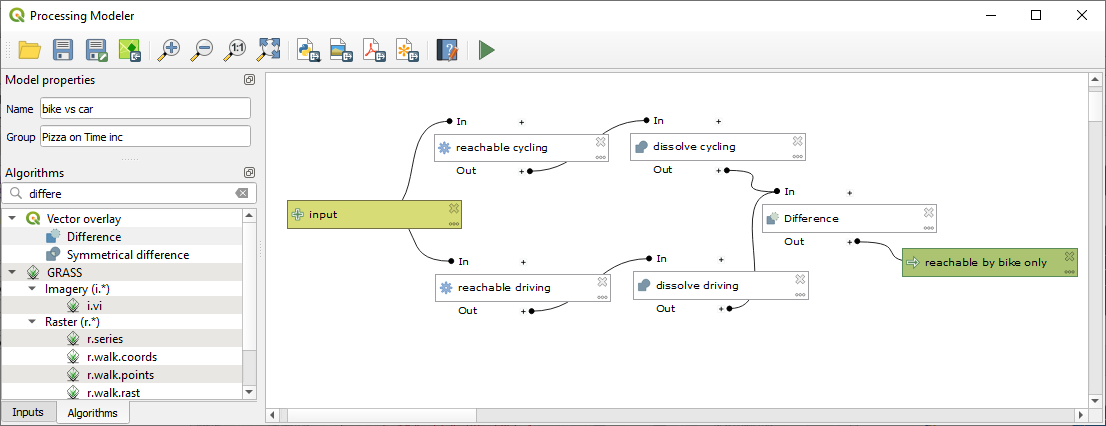 Processing Modeler
1:1
Model properties
Name bike vs car
Group Pizza on Time inc
Algorithms
differe
Vector overlay
Difference
Symmetrical difference
GRASS
Imagery (i.*)
i.vi
Raster (r.*)
r.series
r.walk.coords
r.walk.points
r.walk.rast
Inputs Algorithms
In +
reachable cycling
Out +
In +
dissolve cycling
Out +
input
In +
Difference
Out +
reachable by bike only
In +
reachable driving
Out +
In +
dissolve driving
Out +